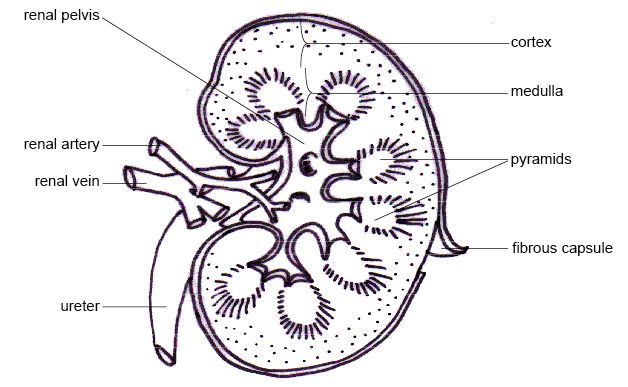 renal pelvis
cortex
medulla
renal artery
pyramids
renal vein
fibrous capsule
ureter